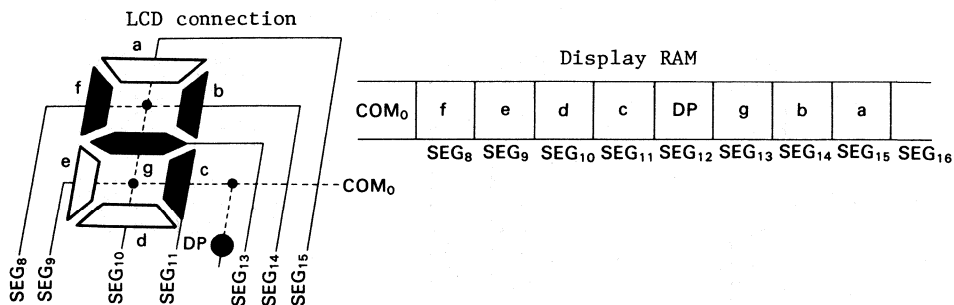 LCD connection
a
f
b
g
e
c
d
DP
COM₀
SEG₈
SEG₉
SEG₁₀
SEG₁₁
SEG₁₃
SEG₁₄
SEG₁₅
Display RAM
COM₀ f e d c DP g b a
SEG₈ SEG₉ SEG₁₀ SEG₁₁ SEG₁₂ SEG₁₃ SEG₁₄ SEG₁₅ SEG₁₆